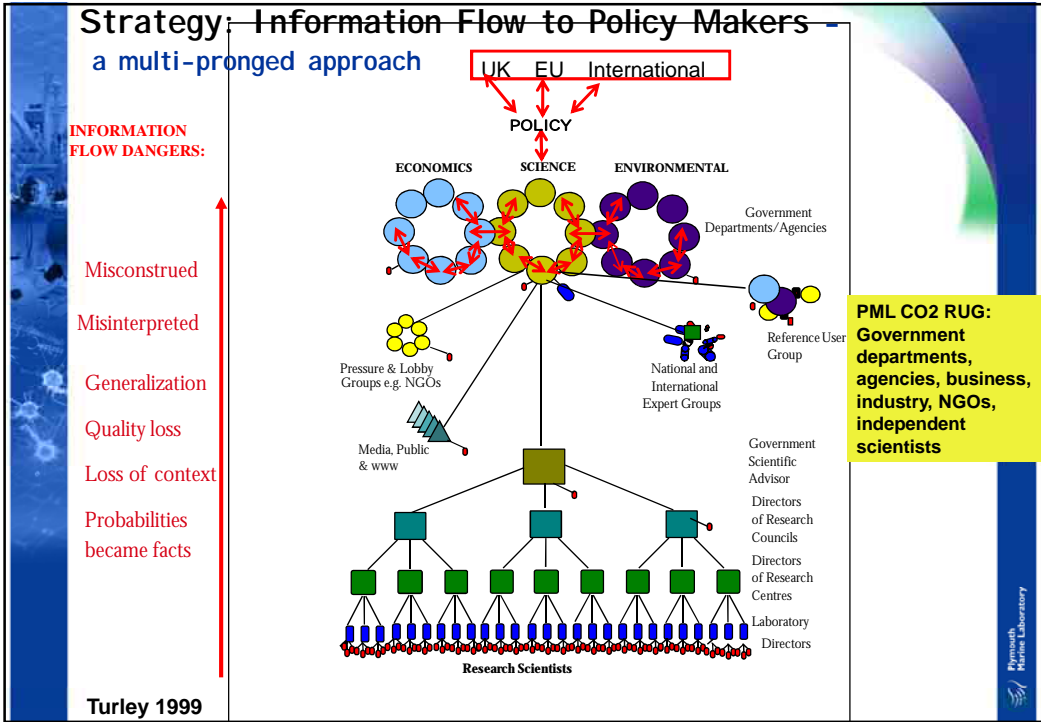 Strategy: Information Flow to Policy Makers -
a multi-pronged approach
UK EU International
POLICY
INFORMATION
FLOW DANGERS:
ECONOMICS SCIENCE ENVIRONMENTAL
Government
Departments/Agencies
Misconstrued
Misinterpreted
Generalization
Quality loss
Loss of context
Probabilities
became facts
Pressure & Lobby
Groups e.g. NGOs
National and
International
Expert Groups
Reference User
Group
PML CO2 RUG:
Government
departments,
agencies, business,
industry, NGOs,
independent
scientists
Media, Public
& www
Government
Scientific
Advisor
Directors
of Research
Councils
Directors
of Research
Centres
Laboratory
Directors
Research Scientists
Turley 1999
Plymouth
Marine Laboratory